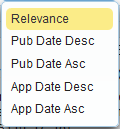 Relevance
Pub Date Desc
Pub Date Asc
App Date Desc
App Date Asc